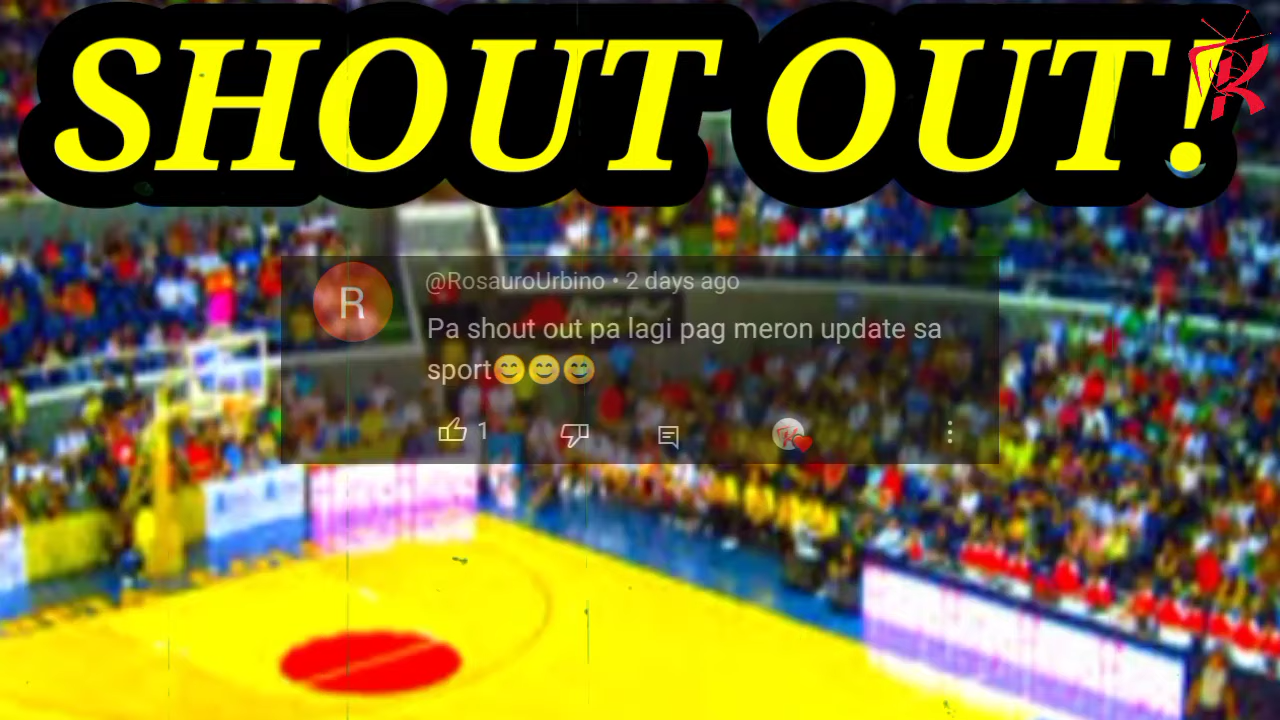 SHOUT OUT!
R
@RosauroUrbino • 2 days ago
Pa shout out pa lagi pag meron update sa
sport😊😊😊
1